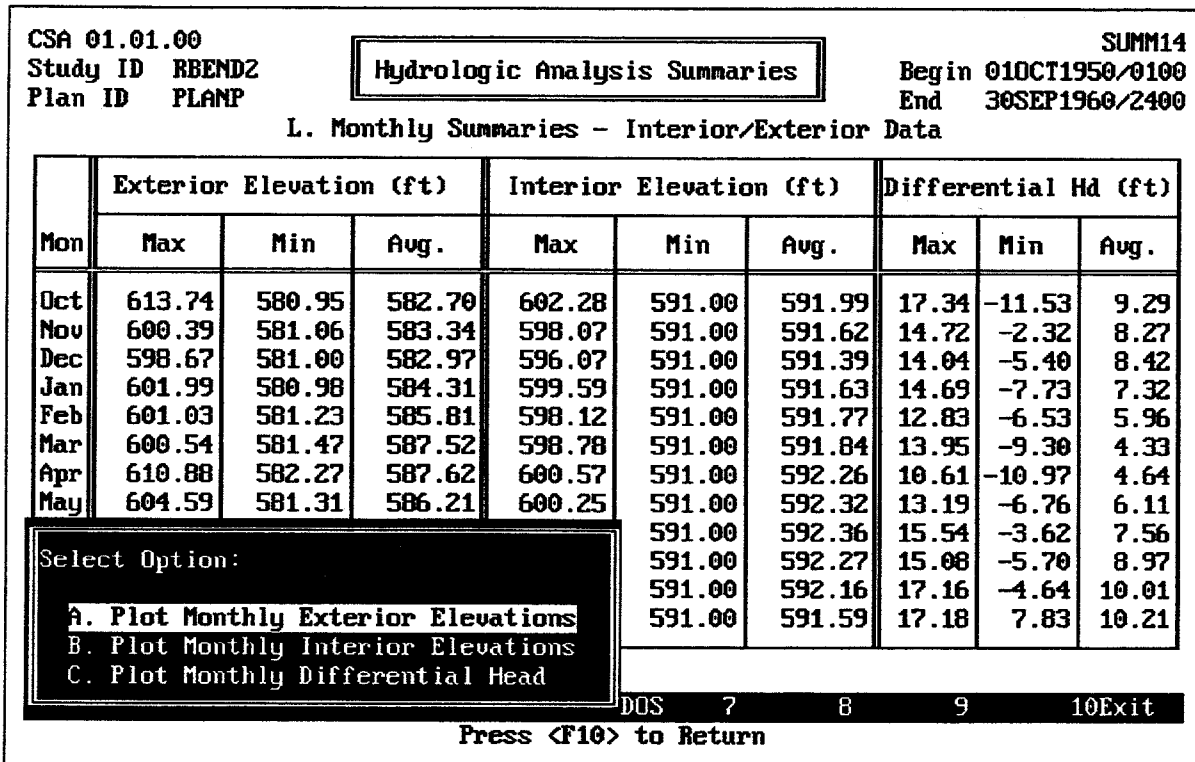 CSA 01.01.00 SUMM14
Study ID RBEND2 Hydrologic Analysis Summaries Begin 01OCT1950/0100
Plan ID PLANP End 30SEP1960/2400
L. Monthly Summaries - Interior/Exterior Data
Exterior Elevation (ft) Interior Elevation (ft) Differential Hd (ft)
Mon Max Min Avg. Max Min Avg. Max Min Avg.
Oct 613.74 580.95 582.70 602.28 591.00 591.99 17.34 -11.53 9.29
Nov 600.39 581.06 583.34 598.07 591.00 591.62 14.72 -2.32 8.27
Dec 598.67 581.00 582.97 596.07 591.00 591.39 14.04 -5.40 8.42
Jan 601.99 580.98 584.31 599.59 591.00 591.63 14.69 -7.73 7.32
Feb 601.03 581.23 585.81 598.12 591.00 591.77 12.83 -6.53 5.96
Mar 600.54 581.47 587.52 598.78 591.00 591.84 13.95 -9.30 4.33
Apr 610.88 582.27 587.62 600.57 591.00 592.26 10.61 -10.97 4.64
May 604.59 581.31 586.21 600.25 591.00 592.32 13.19 -6.76 6.11
591.00 592.36 15.54 -3.62 7.56
Select Option: 591.00 592.27 15.08 -5.70 8.97
591.00 592.16 17.16 -4.64 10.01
A. Plot Monthly Exterior Elevations 591.00 591.59 17.18 7.83 10.21
B. Plot Monthly Interior Elevations
C. Plot Monthly Differential Head
DOS 7 8 9 10Exit
Press <F10> to Return